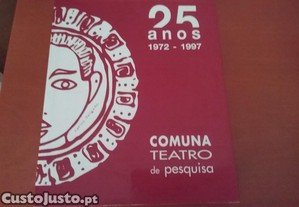 25
anos
1972 - 1997
COMUNA
TEATRO
de pesquisa
CustoJusto.pt